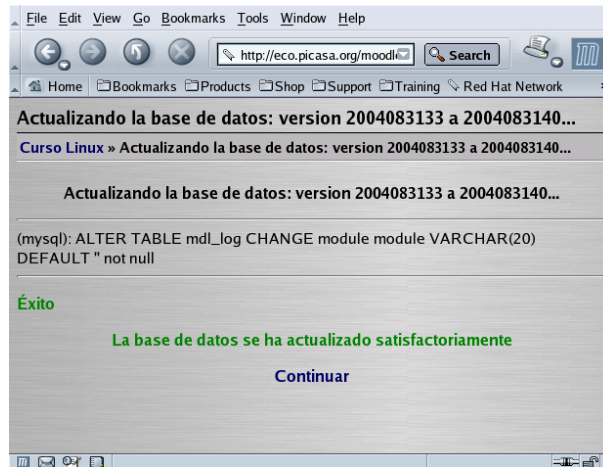 File Edit View Go Bookmarks Tools Window Help
http://eco.picasa.org/moodle Search
Home Bookmarks Products Shop Support Training Red Hat Network
Actualizando la base de datos: version 2004083133 a 2004083140...
Curso Linux » Actualizando la base de datos: version 2004083133 a 2004083140...
Actualizando la base de datos: version 2004083133 a 2004083140...
(mysql): ALTER TABLE mdl_log CHANGE module module VARCHAR(20)
DEFAULT '' not null
Éxito
La base de datos se ha actualizado satisfactoriamente
Continuar